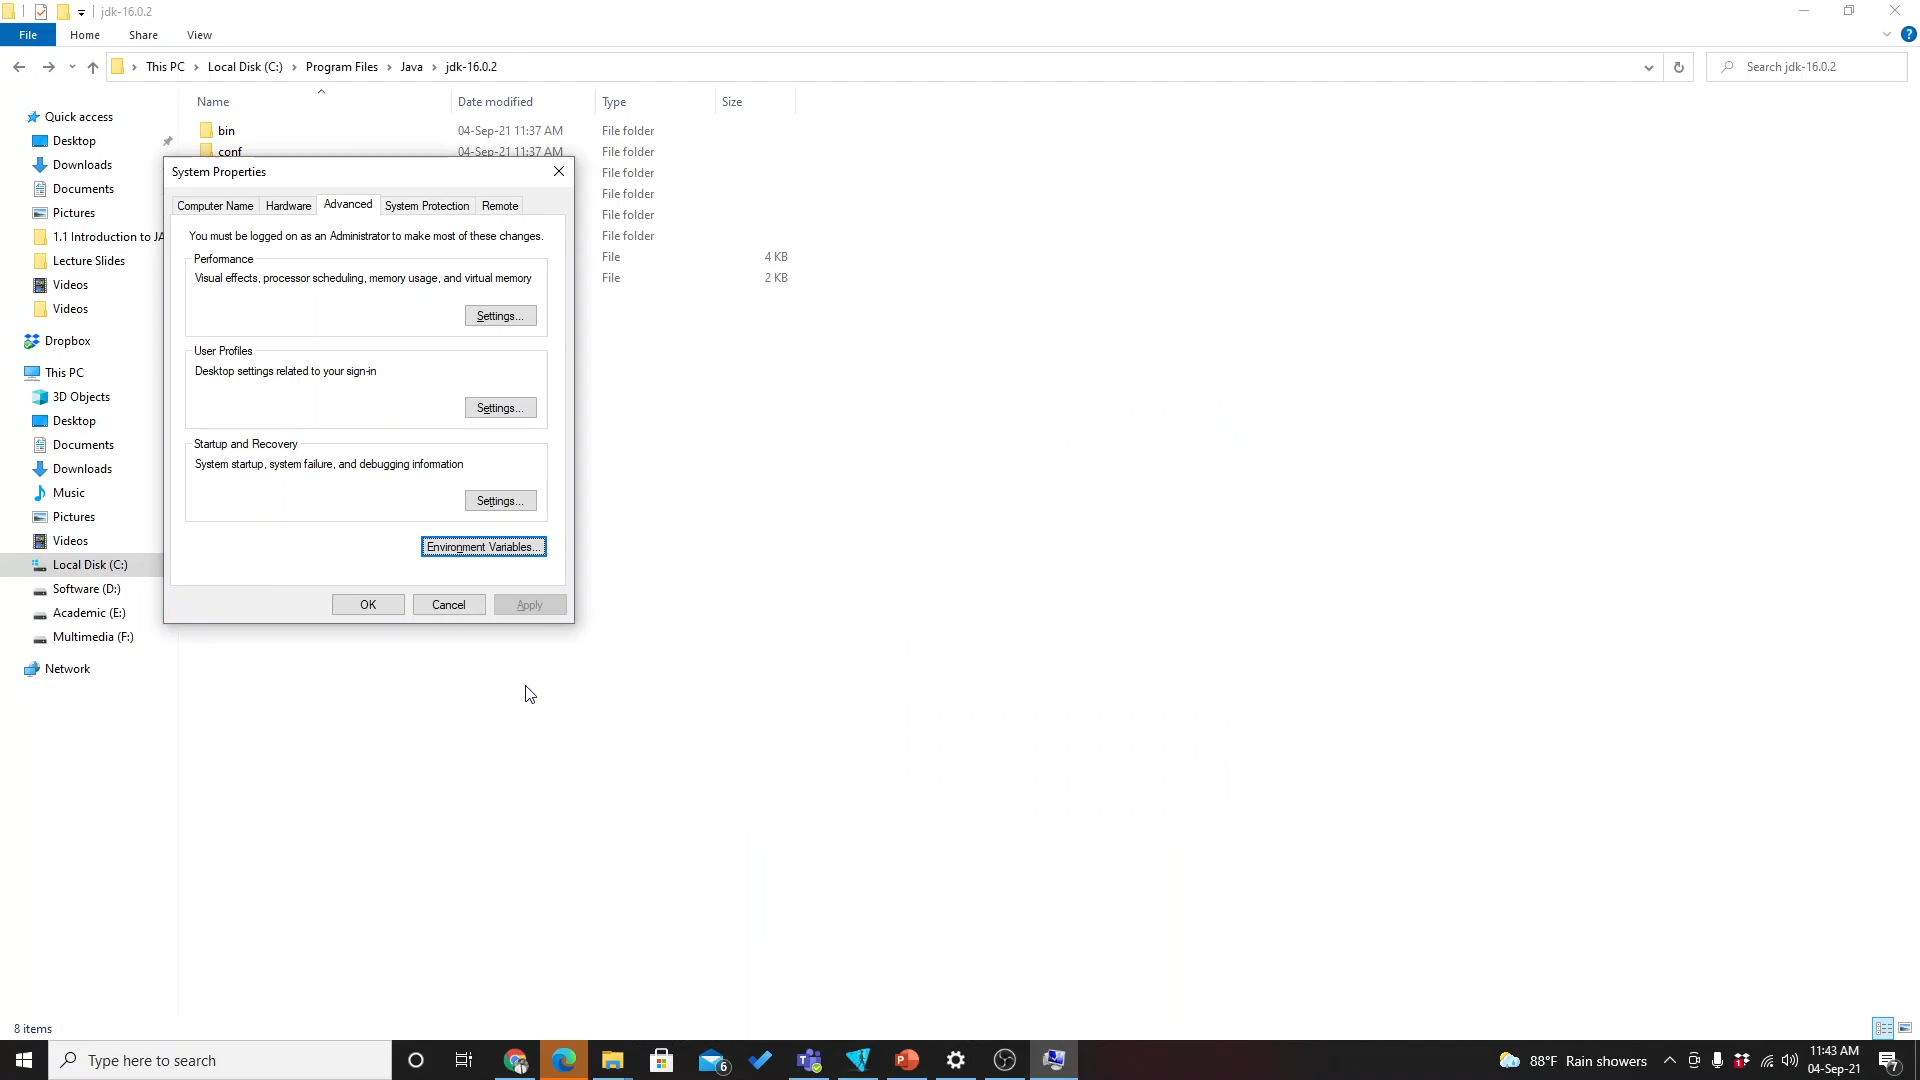 jdk-16.0.2
File Home Share View
This PC Local Disk (C:) Program Files Java jdk-16.0.2
Search jdk-16.0.2
Name Date modified Type Size
Quick access
Desktop
Downloads
Documents
Pictures
1.1 Introduction to JA
Lecture Slides
Videos
Videos
Dropbox
This PC
3D Objects
Desktop
Documents
Downloads
Music
Pictures
Videos
Local Disk (C:)
Software (D:)
Academic (E:)
Multimedia (F:)
Network
bin 04-Sep-21 11:37 AM File folder
conf 04-Sep-21 11:37 AM File folder
File folder
File folder
File folder
File folder
File 4 KB
File 2 KB
System Properties
Computer Name Hardware Advanced System Protection Remote
You must be logged on as an Administrator to make most of these changes.
Performance
Visual effects, processor scheduling, memory usage, and virtual memory
Settings...
User Profiles
Desktop settings related to your sign-in
Settings...
Startup and Recovery
System startup, system failure, and debugging information
Settings...
Environment Variables...
OK Cancel Apply
8 items
Type here to search
6
88°F Rain showers
11:43 AM
04-Sep-21
7